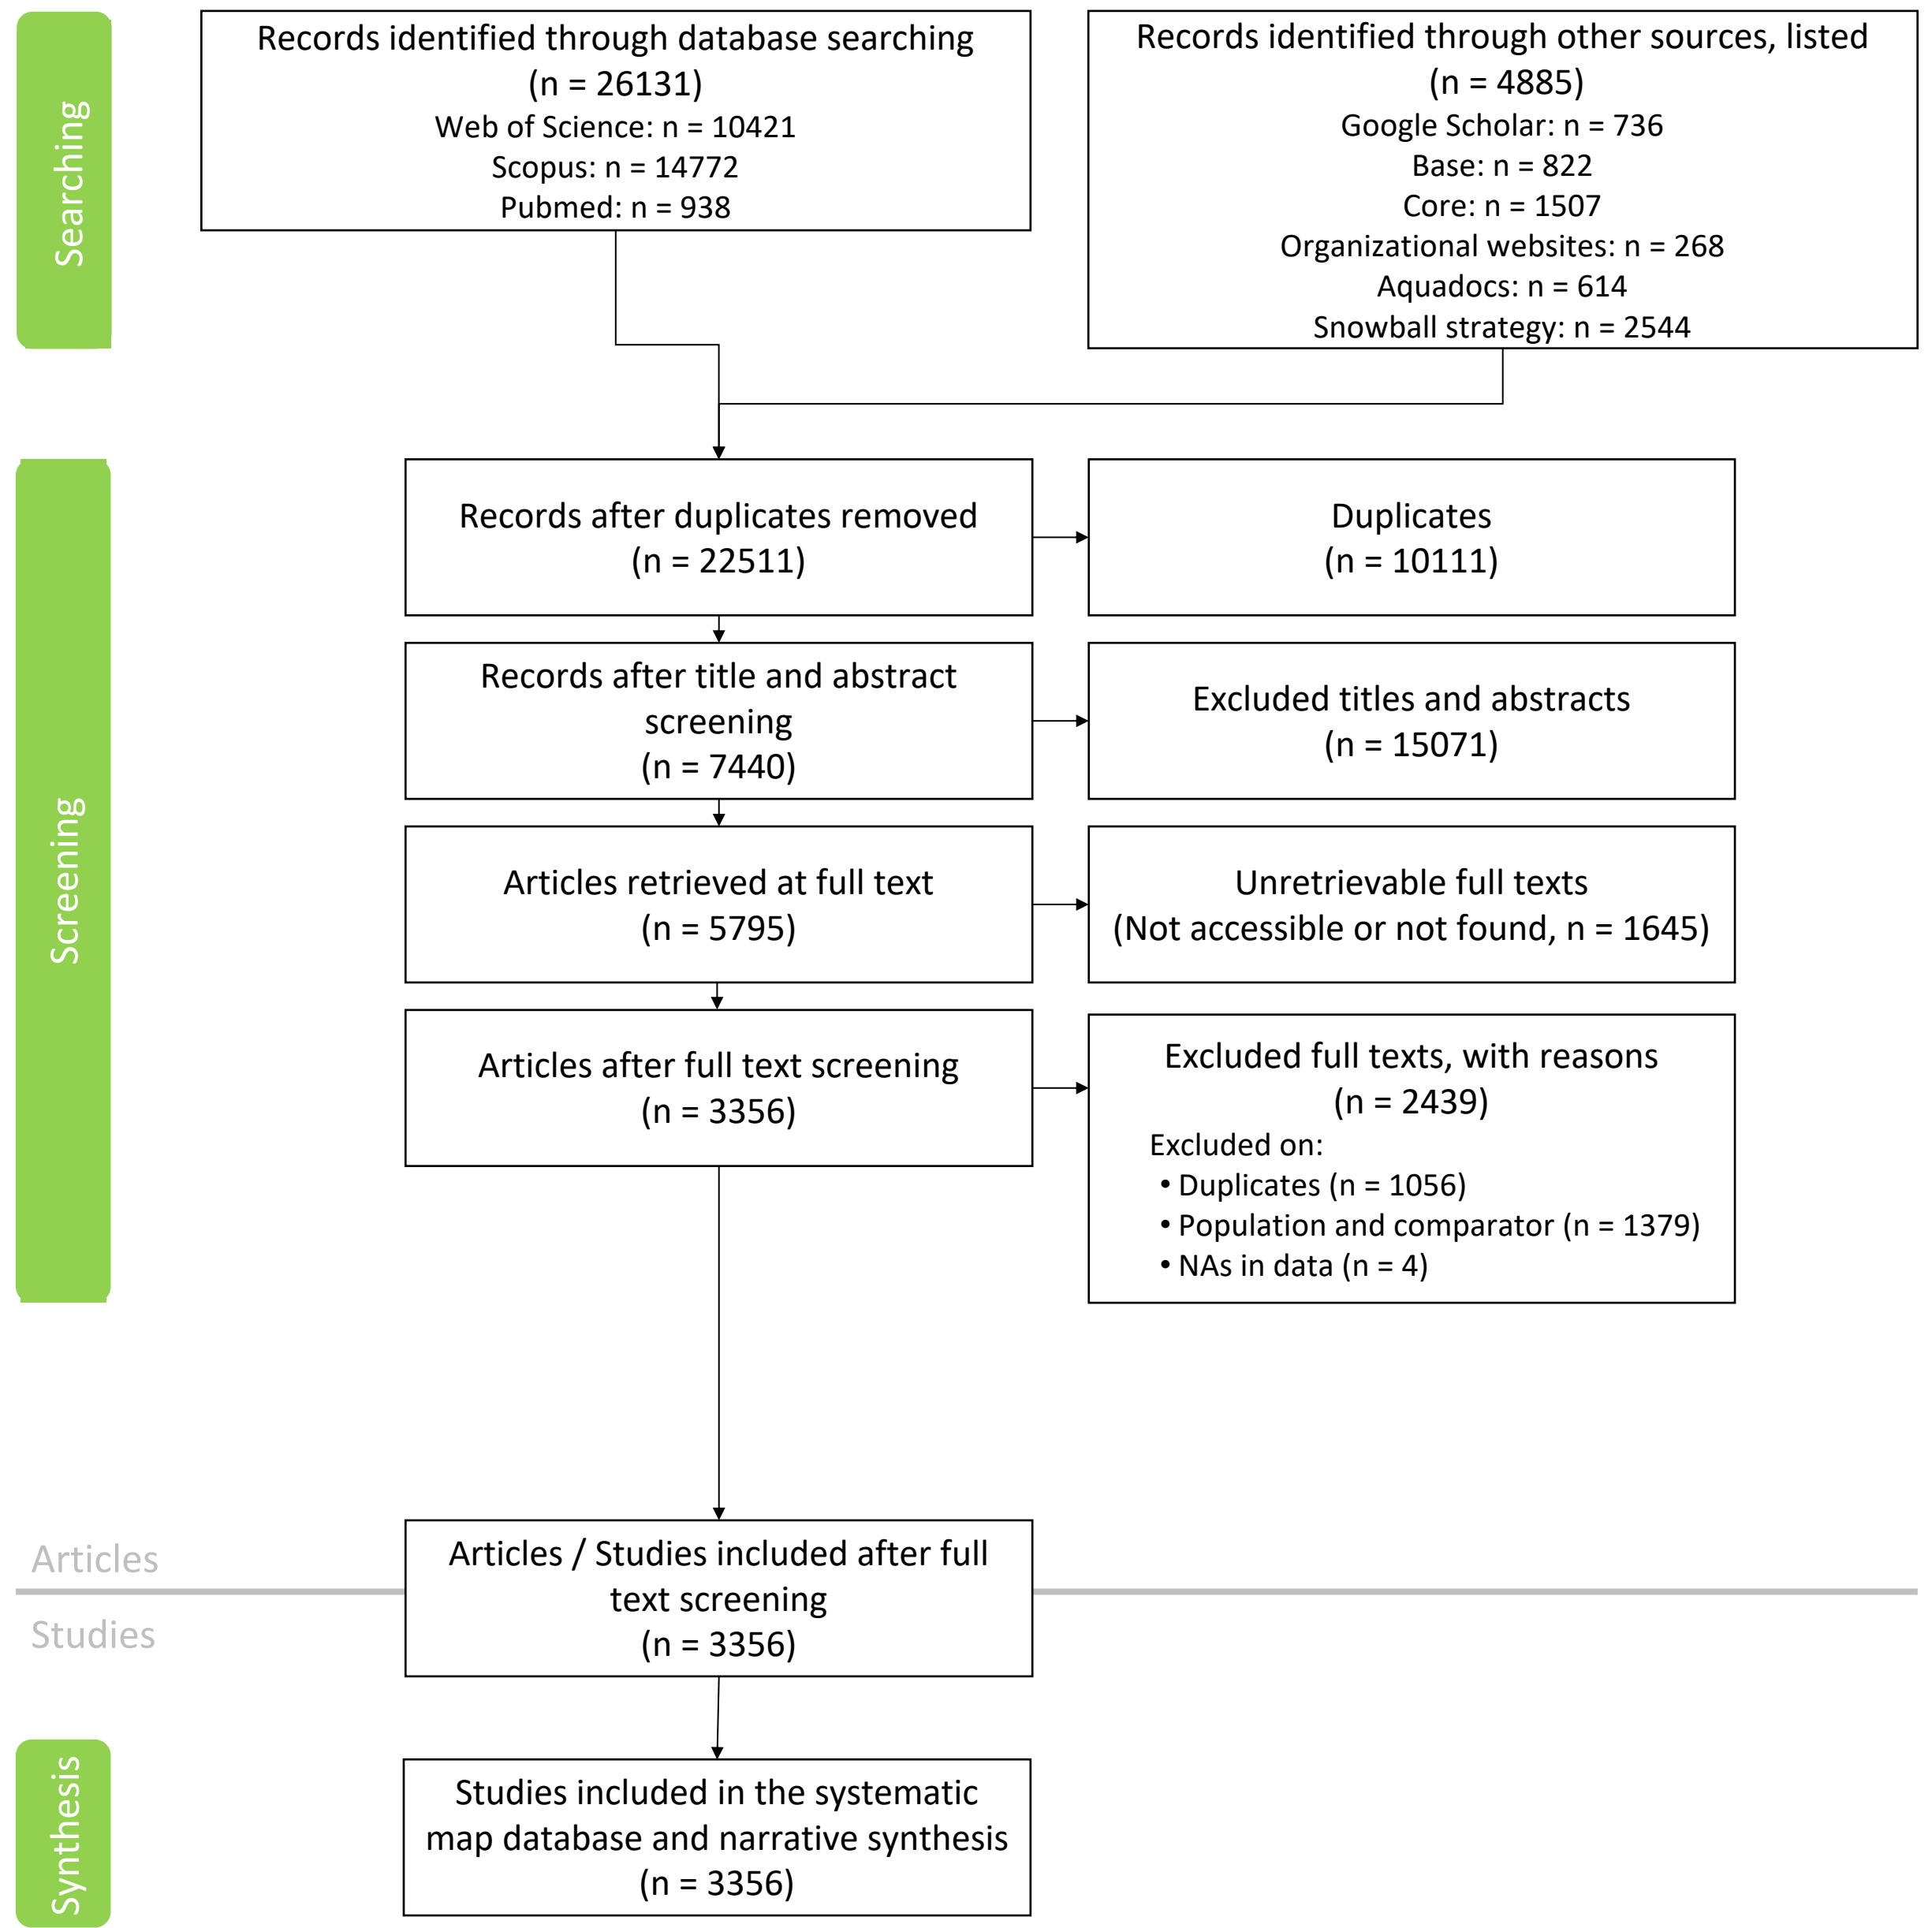 Searching
Records identified through database searching
(n = 26131)
Web of Science: n = 10421
Scopus: n = 14772
Pubmed: n = 938
Records identified through other sources, listed
(n = 4885)
Google Scholar: n = 736
Base: n = 822
Core: n = 1507
Organizational websites: n = 268
Aquadocs: n = 614
Snowball strategy: n = 2544
Screening
Records after duplicates removed
(n = 22511)
Duplicates
(n = 10111)
Records after title and abstract
screening
(n = 7440)
Excluded titles and abstracts
(n = 15071)
Articles retrieved at full text
(n = 5795)
Unretrievable full texts
(Not accessible or not found, n = 1645)
Articles after full text screening
(n = 3356)
Excluded full texts, with reasons
(n = 2439)
Excluded on:
• Duplicates (n = 1056)
• Population and comparator (n = 1379)
• NAs in data (n = 4)
Articles
Studies
Articles / Studies included after full
text screening
(n = 3356)
Synthesis
Studies included in the systematic
map database and narrative synthesis
(n = 3356)